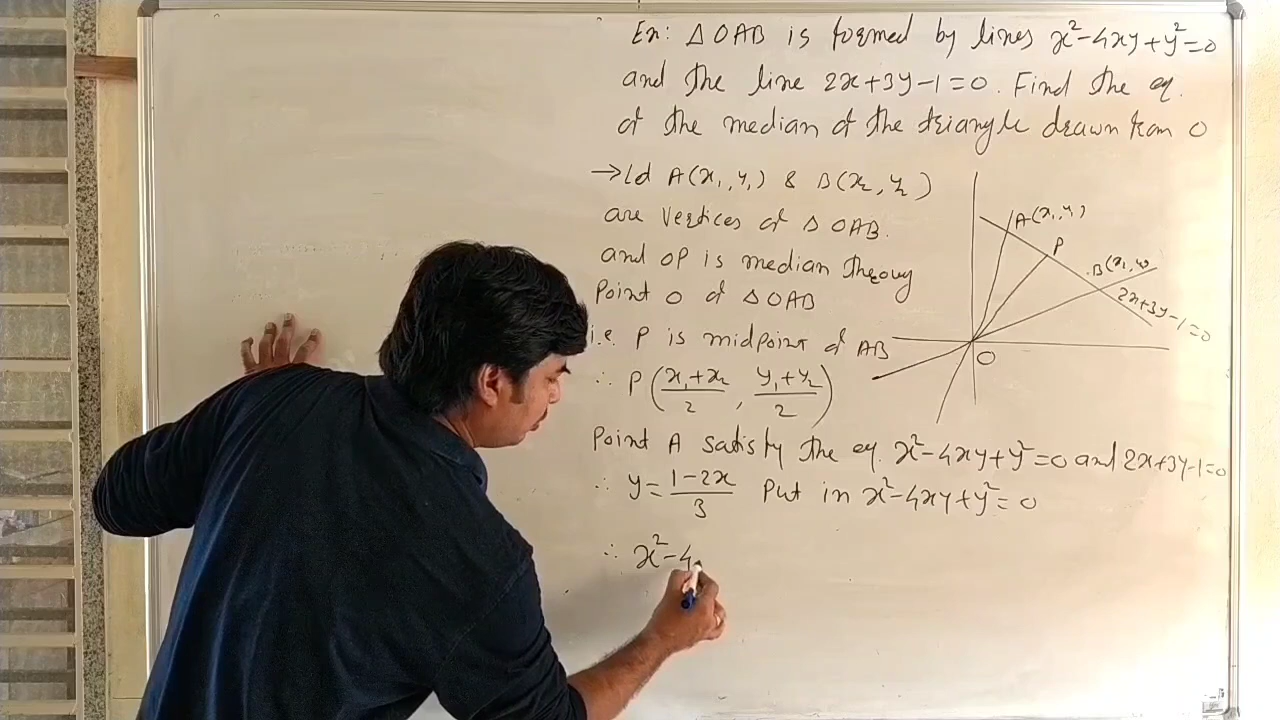 Ex: △OAB is formed by lines x²-4xy+y²=0
and the line 2x+3y-1=0. Find the eq.
of the median of the triangle drawn from O
→ Let A(x₁, y₁) & B(x₂, y₂)
are vertices of △OAB.
and OP is median theoug
Point O of △OAB
i.e. P is midpoint of AB
∴ P (x₁+x₂/2, y₁+y₂/2)
Point A satisfy the eq. x²-4xy+y²=0 and 2x+3y-1=0
∴ y = 1-2x/3 Put in x²-4xy+y²=0
∴ x²-4
A(x₁, y₁)
P
B(x₁, y
2x+3y-1=0
O